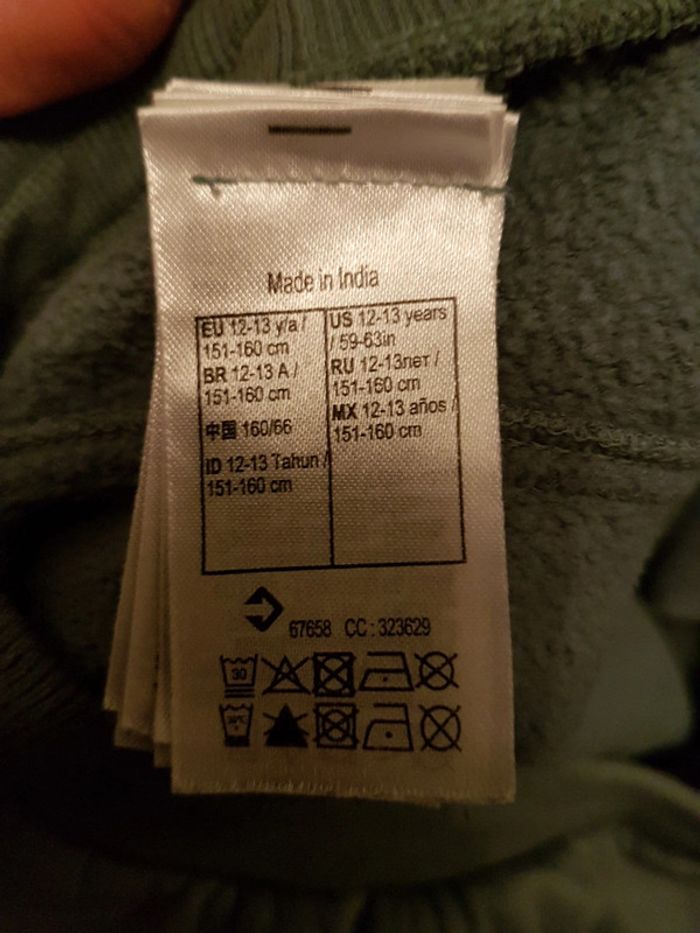 Made in India
EU 12-13 y/a /
151-160 cm
BR 12-13 A /
151-160 cm
中国 160/66
ID 12-13 Tahun /
151-160 cm
US 12-13 years
/ 59-63in
RU 12-13лет /
151-160 cm
MX 12-13 años /
151-160 cm
67658 CC : 323629
30
30°C